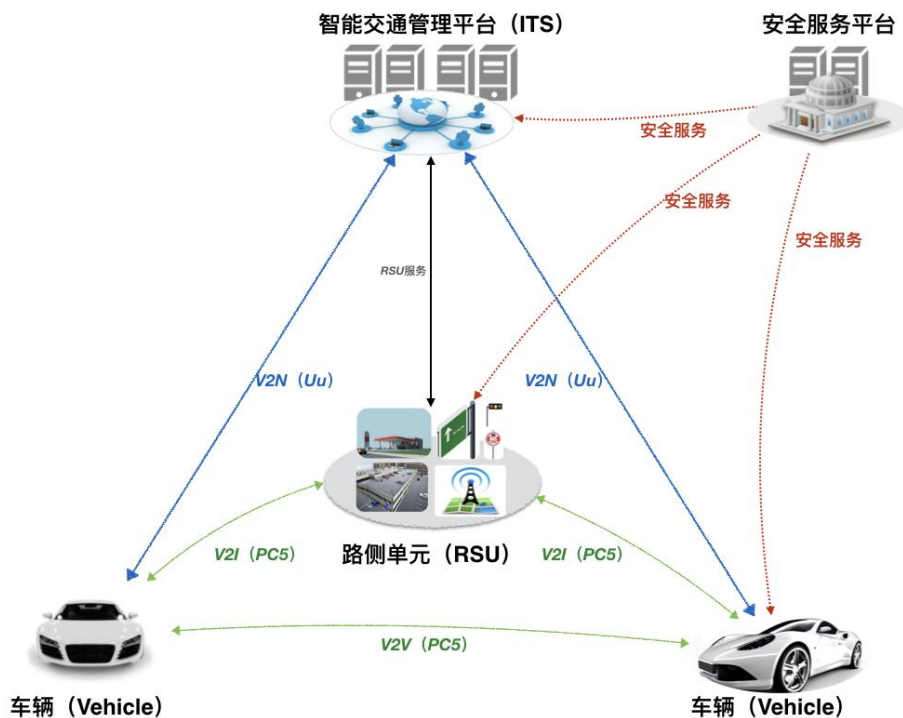 智能交通管理平台（ITS）
安全服务平台
安全服务
安全服务
安全服务
RSU服务
V2N（Uu）
V2N（Uu）
V2I（PC5）
路侧单元（RSU）
V2I（PC5）
V2V（PC5）
车辆（Vehicle）
车辆（Vehicle）